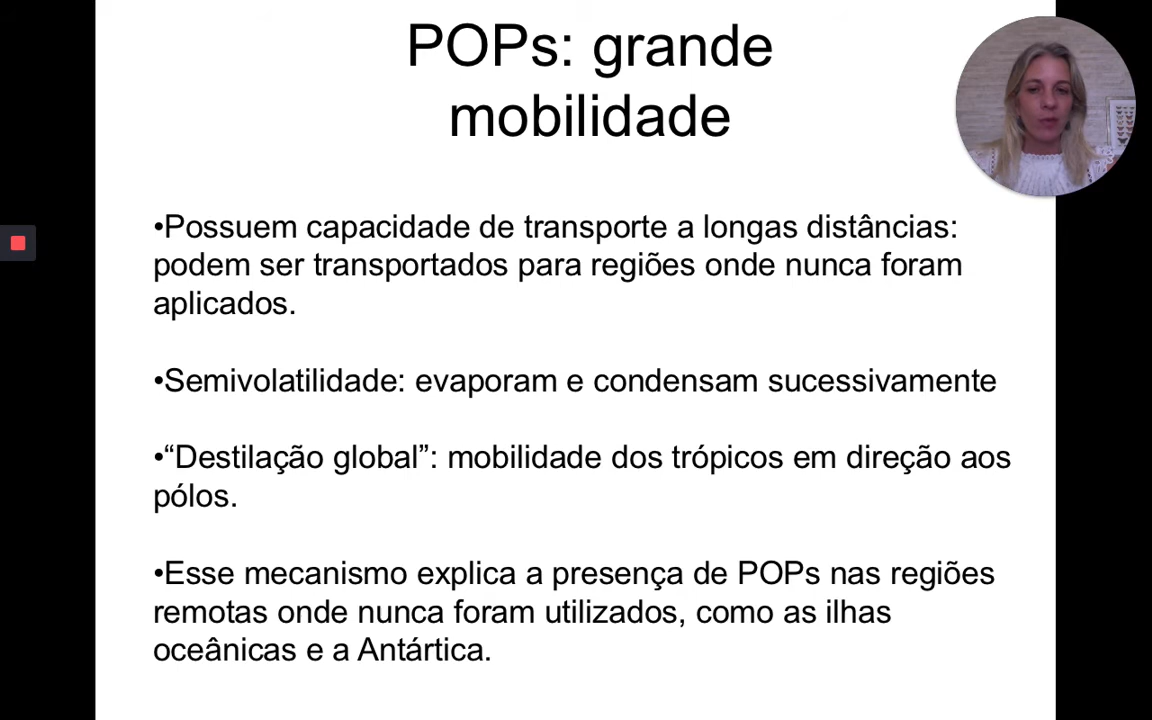 POPs: grande
mobilidade
•Possuem capacidade de transporte a longas distâncias:
podem ser transportados para regiões onde nunca foram
aplicados.
•Semivolatilidade: evaporam e condensam sucessivamente
•“Destilação global”: mobilidade dos trópicos em direção aos
pólos.
•Esse mecanismo explica a presença de POPs nas regiões
remotas onde nunca foram utilizados, como as ilhas
oceânicas e a Antártica.